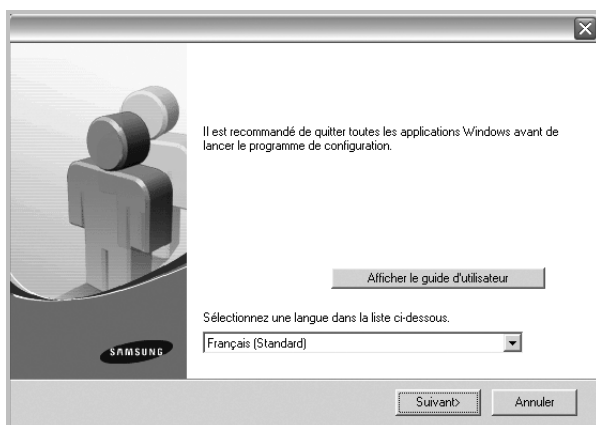 Il est recommandé de quitter toutes les applications Windows avant de
lancer le programme de configuration.
Afficher le guide d'utilisateur
Sélectionnez une langue dans la liste ci-dessous.
Français (Standard)
SAMSUNG
Suivant>
Annuler